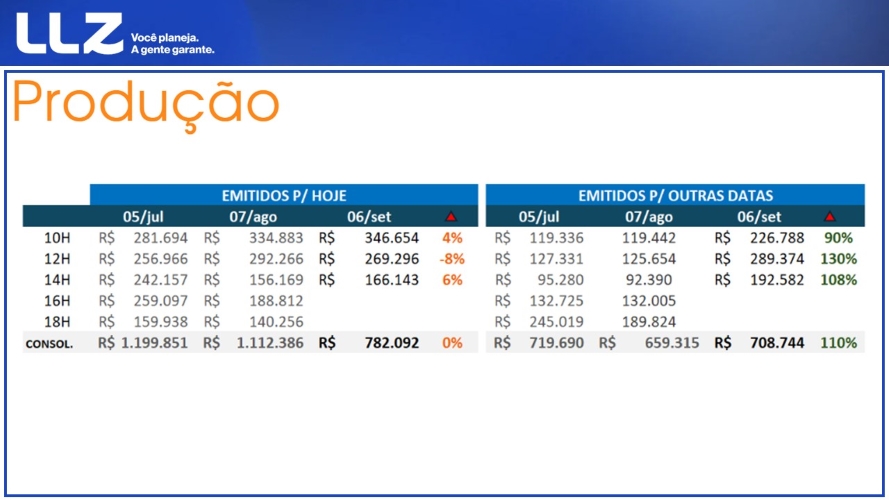 LLZ Você planeja.
A gente garante.
Produção
EMITIDOS P/ HOJE EMITIDOS P/ OUTRAS DATAS
05/jul 07/ago 06/set 05/jul 07/ago 06/set
10H R$ 281.694 R$ 334.883 R$ 346.654 4% R$ 119.336 119.442 R$ 226.788 90%
12H R$ 256.966 R$ 292.266 R$ 269.296 -8% R$ 127.331 125.654 R$ 289.374 130%
14H R$ 242.157 R$ 156.169 R$ 166.143 6% R$ 95.280 92.390 R$ 192.582 108%
16H R$ 259.097 R$ 188.812 R$ 132.725 132.005
18H R$ 159.938 R$ 140.256 R$ 245.019 189.824
CONSOL. R$ 1.199.851 R$ 1.112.386 R$ 782.092 0% R$ 719.690 R$ 659.315 R$ 708.744 110%